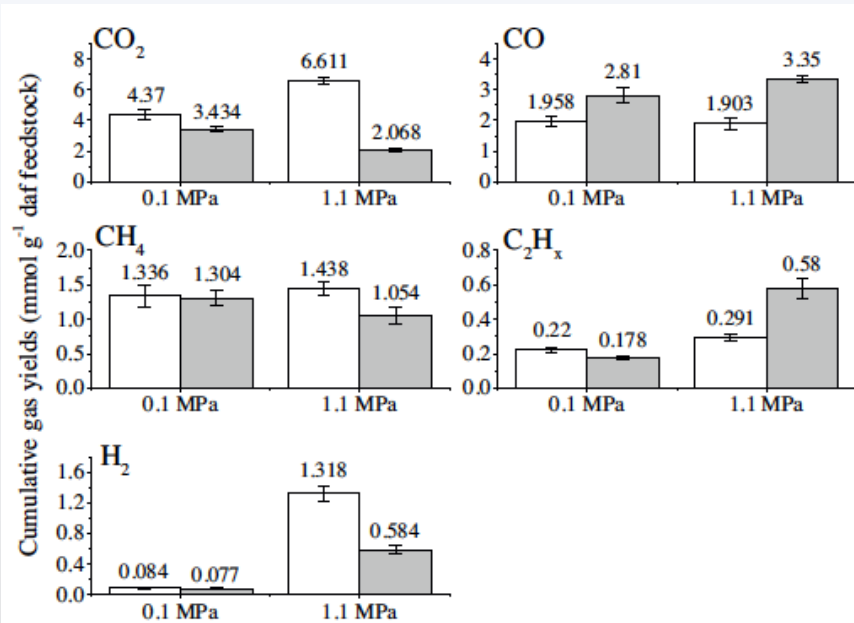 Cumulative gas yields (mmol g⁻¹ daf feedstock)
CO₂
8
6
4
2
0
4.37
3.434
6.611
2.068
0.1 MPa
1.1 MPa
CO
4
3
2
1
0
1.958
2.81
1.903
3.35
0.1 MPa
1.1 MPa
CH₄
2.0
1.5
1.0
0.5
0.0
1.336
1.304
1.438
1.054
0.1 MPa
1.1 MPa
C₂Hₓ
0.8
0.6
0.4
0.2
0.0
0.22
0.178
0.291
0.58
0.1 MPa
1.1 MPa
H₂
1.6
1.2
0.8
0.4
0.0
0.084
0.077
1.318
0.584
0.1 MPa
1.1 MPa